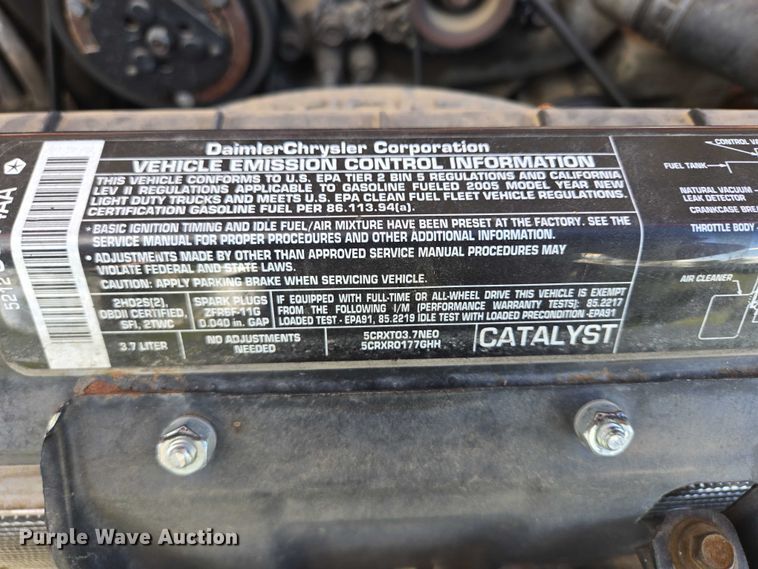 DaimlerChrysler Corporation
VEHICLE EMISSION CONTROL INFORMATION
THIS VEHICLE CONFORMS TO U.S. EPA TIER 2 BIN 5 REGULATIONS AND CALIFORNIA
LEV II REGULATIONS APPLICABLE TO GASOLINE FUELED 2005 MODEL YEAR NEW
LIGHT DUTY TRUCKS AND MEETS U.S. EPA CLEAN FUEL FLEET VEHICLE REGULATIONS.
CERTIFICATION GASOLINE FUEL PER 86.113.94(a).
* BASIC IGNITION TIMING AND IDLE FUEL/AIR MIXTURE HAVE BEEN PRESET AT THE FACTORY. SEE THE
SERVICE MANUAL FOR PROPER PROCEDURES AND OTHER ADDITIONAL INFORMATION.
* ADJUSTMENTS MADE BY OTHER THAN APPROVED SERVICE MANUAL PROCEDURES MAY
VIOLATE FEDERAL AND STATE LAWS.
CAUTION: APPLY PARKING BRAKE WHEN SERVICING VEHICLE.
2HO2S(2),
OBDII CERTIFIED,
SFI, 2TWC
SPARK PLUGS
ZFR6F-11G
0.040 in. GAP
IF EQUIPPED WITH FULL-TIME OR ALL-WHEEL DRIVE THIS VEHICLE IS EXEMPT
FROM THE FOLLOWING I/M (PERFORMANCE WARRANTY TESTS): 85.2217
LOADED TEST - EPA91, 85.2219 IDLE TEST WITH LOADED PRECONDITION -EPA91
3.7 LITER
NO ADJUSTMENTS
NEEDED
5CRXT03.7NE0
5CRXR0177GHH
CATALYST
CONTROL VA
FUEL TANK
NATURAL VACUUM
LEAK DETECTOR
CRANKCASE BREA
THROTTLE BODY
AIR CLEANER
Purple Wave Auction